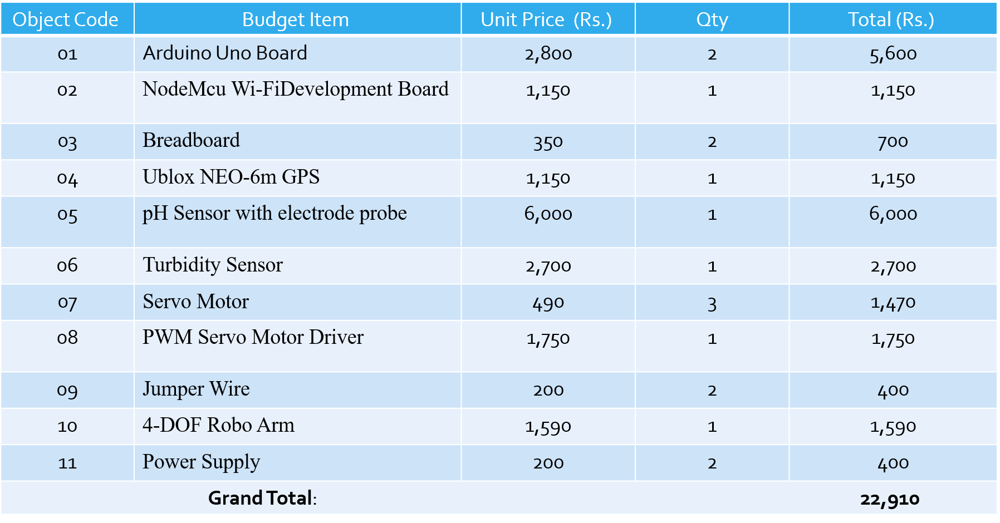 Object Code Budget Item Unit Price (Rs.) Qty Total (Rs.)
01 Arduino Uno Board 2,800 2 5,600
02 NodeMcu Wi-FiDevelopment Board 1,150 1 1,150
03 Breadboard 350 2 700
04 Ublox NEO-6m GPS 1,150 1 1,150
05 pH Sensor with electrode probe 6,000 1 6,000
06 Turbidity Sensor 2,700 1 2,700
07 Servo Motor 490 3 1,470
08 PWM Servo Motor Driver 1,750 1 1,750
09 Jumper Wire 200 2 400
10 4-DOF Robo Arm 1,590 1 1,590
11 Power Supply 200 2 400
Grand Total: 22,910